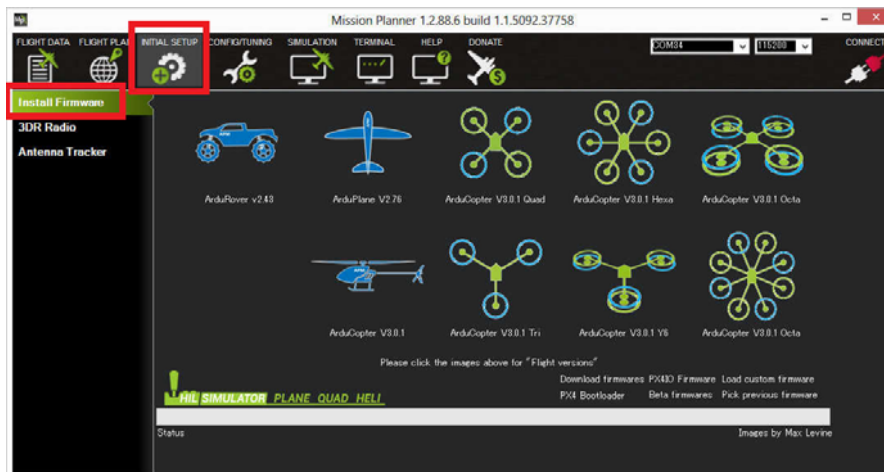 Mission Planner 1.2.88.6 build 1.1.5092.37758
FLIGHT DATA FLIGHT PLAN INITIAL SETUP CONFIG/TUNING SIMULATION TERMINAL HELP DONATE COM34 115200 CONNECT
Install Firmware
3DR Radio
Antenna Tracker
ArduRover v2.43 ArduPlane V2.76 ArduCopter V3.0.1 Quad ArduCopter V3.0.1 Hexa ArduCopter V3.0.1 Octa
ArduCopter V3.0.1 ArduCopter V3.0.1 Tri ArduCopter V3.0.1 Y6 ArduCopter V3.0.1 Octa
Please click the images above for "Flight versions"
Download firmwares PX4IO Firmware Load custom firmware
HIL SIMULATOR PLANE QUAD HELI
PX4 Bootloader Beta firmwares Pick previous firmware
Status Images by Max Levine